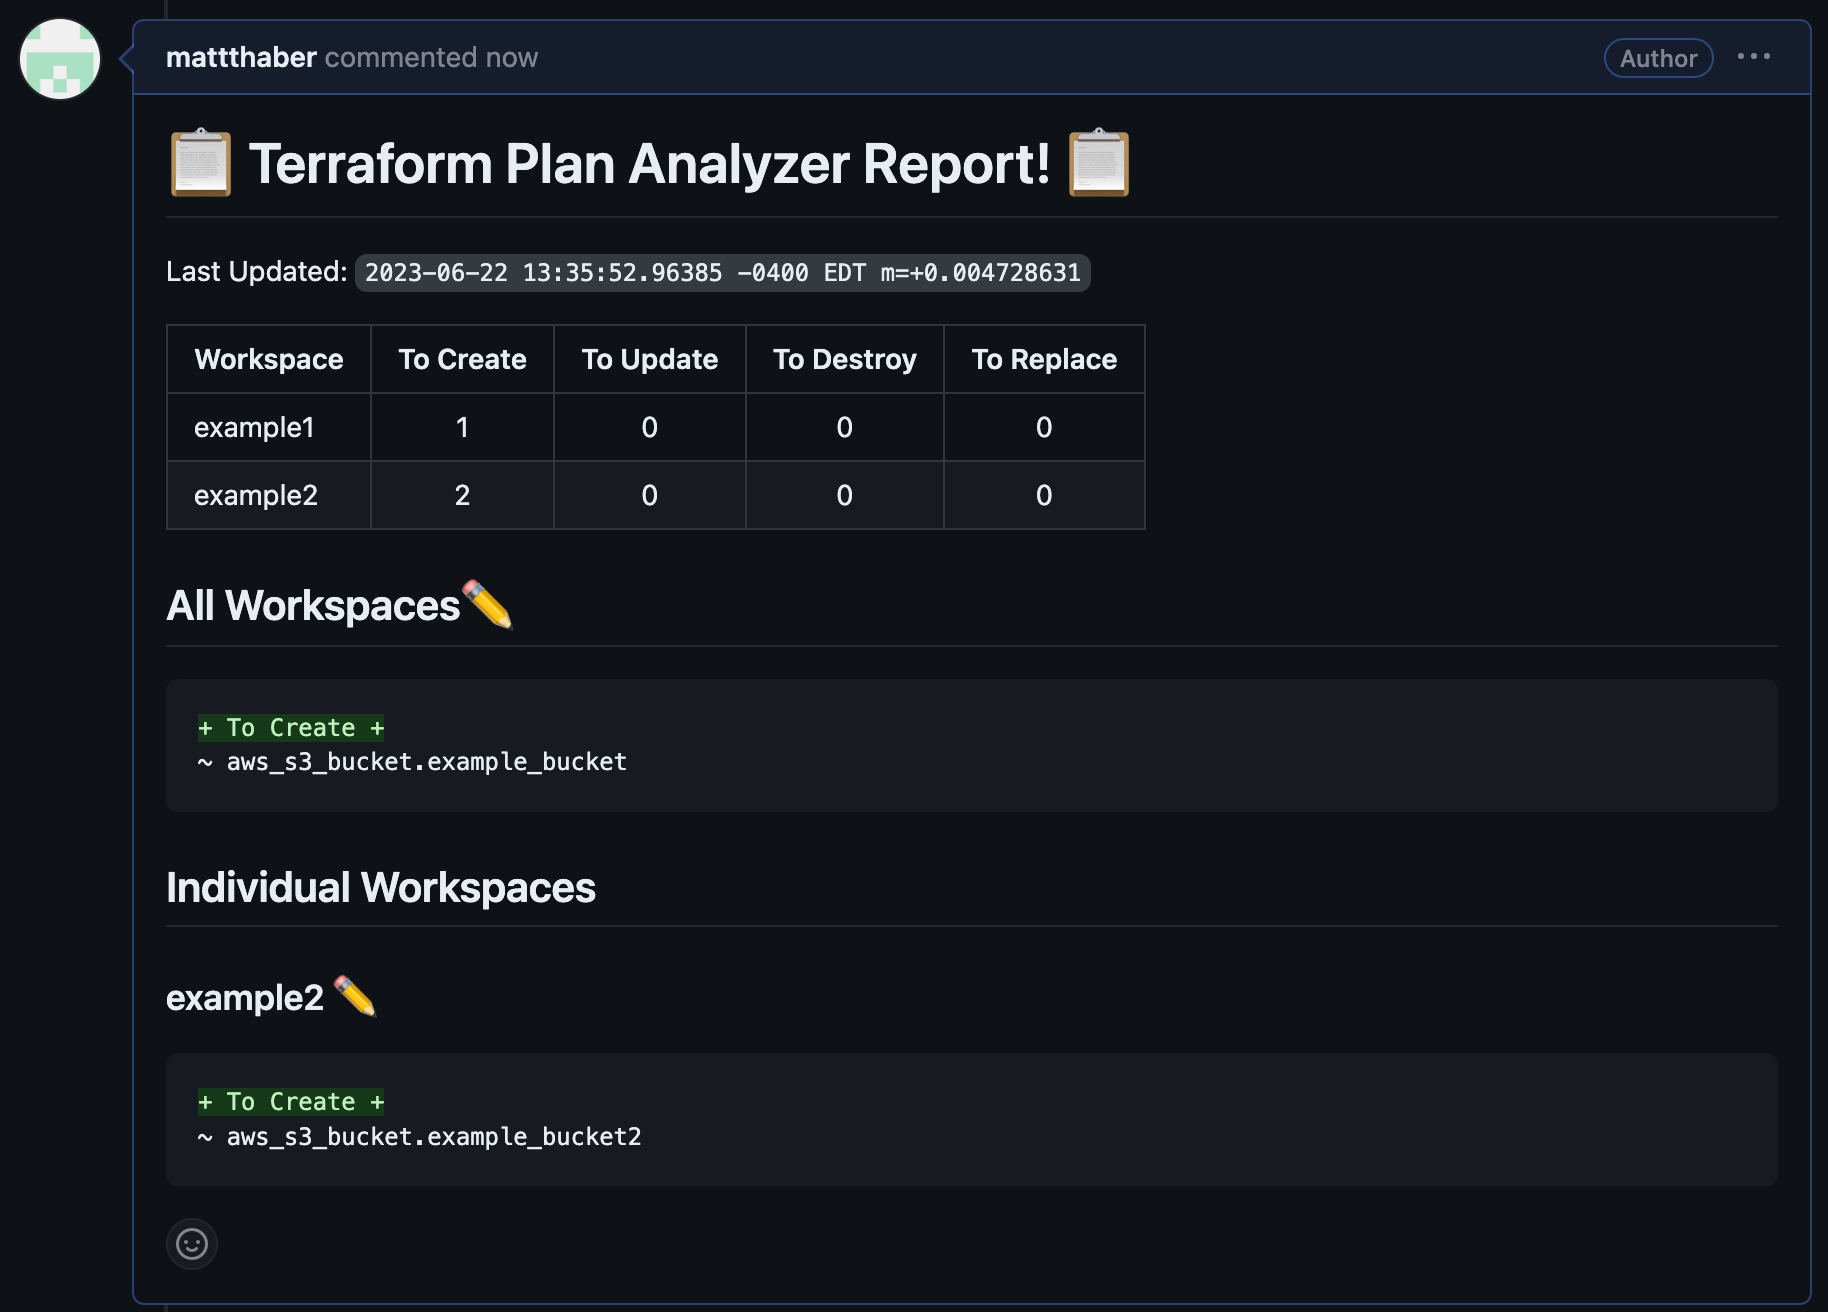 mattthaber commented now Author
Terraform Plan Analyzer Report!
Last Updated: 2023-06-22 13:35:52.96385 -0400 EDT m=+0.004728631
Workspace To Create To Update To Destroy To Replace
example1 1 0 0 0
example2 2 0 0 0
All Workspaces
+ To Create +
~ aws_s3_bucket.example_bucket
Individual Workspaces
example2
+ To Create +
~ aws_s3_bucket.example_bucket2